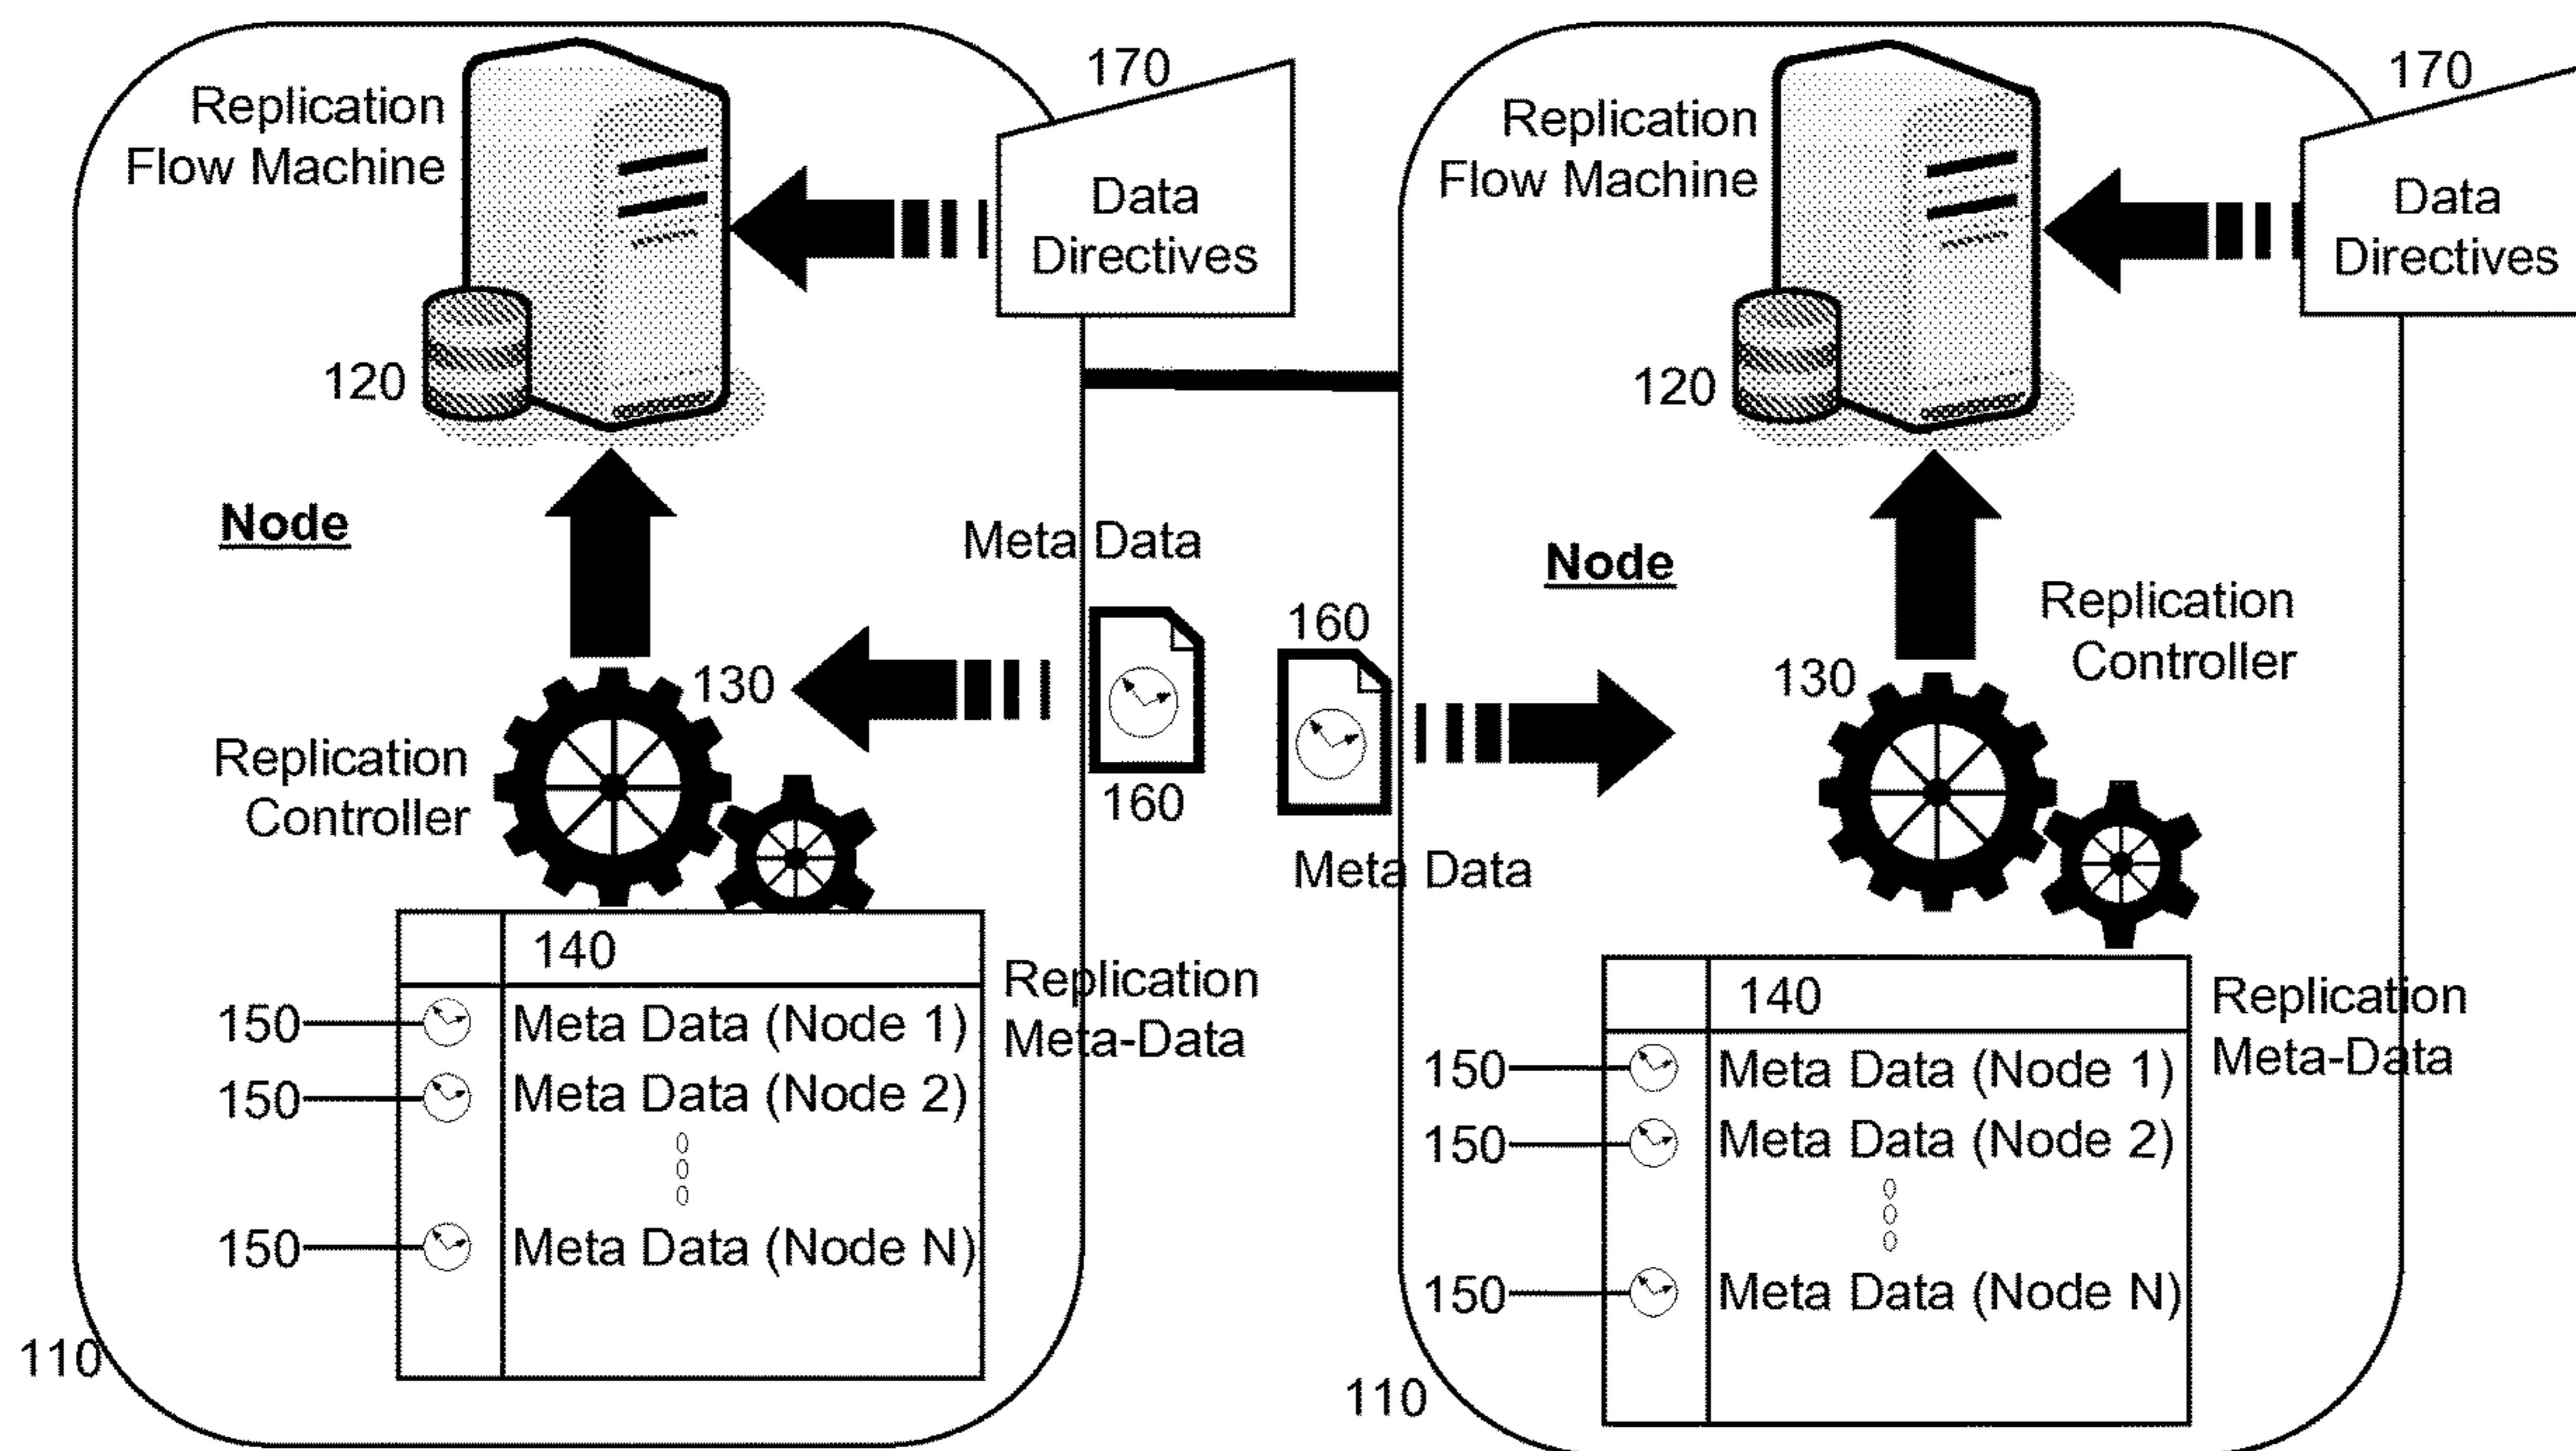 170
Replication
Flow Machine
Data
Directives
120
Node
Meta Data
130
160
Replication
Controller
140
Replication
Meta-Data
150
Meta Data (Node 1)
150
Meta Data (Node 2)
150
Meta Data (Node N)
110
170
Replication
Flow Machine
Data
Directives
120
Node
160
Replication
Controller
130
Meta Data
140
Replication
Meta-Data
150
Meta Data (Node 1)
150
Meta Data (Node 2)
150
Meta Data (Node N)
110